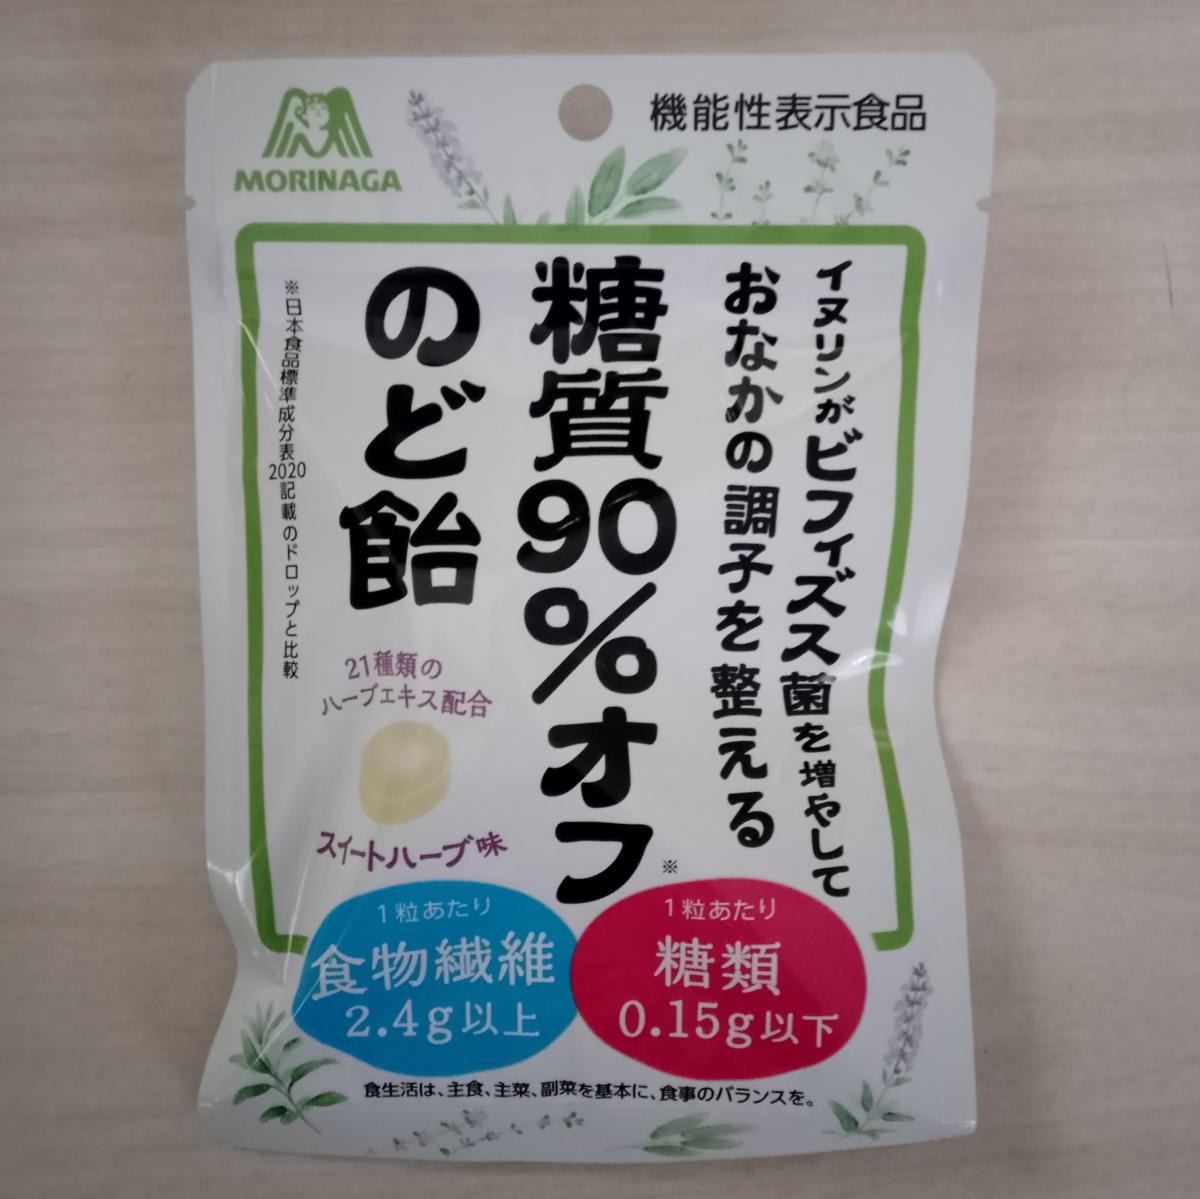 MORINAGA
機能性表示食品
イヌリンがビフィズス菌を増やして
おなかの調子を整える
糖質90%オフ※
のど飴
※日本食品標準成分表2020記載のドロップと比較
21種類の
ハーブエキス配合
スイートハーブ味
1粒あたり
食物繊維
2.4g以上
1粒あたり
糖類
0.15g以下
食生活は、主食、主菜、副菜を基本に、食事のバランスを。